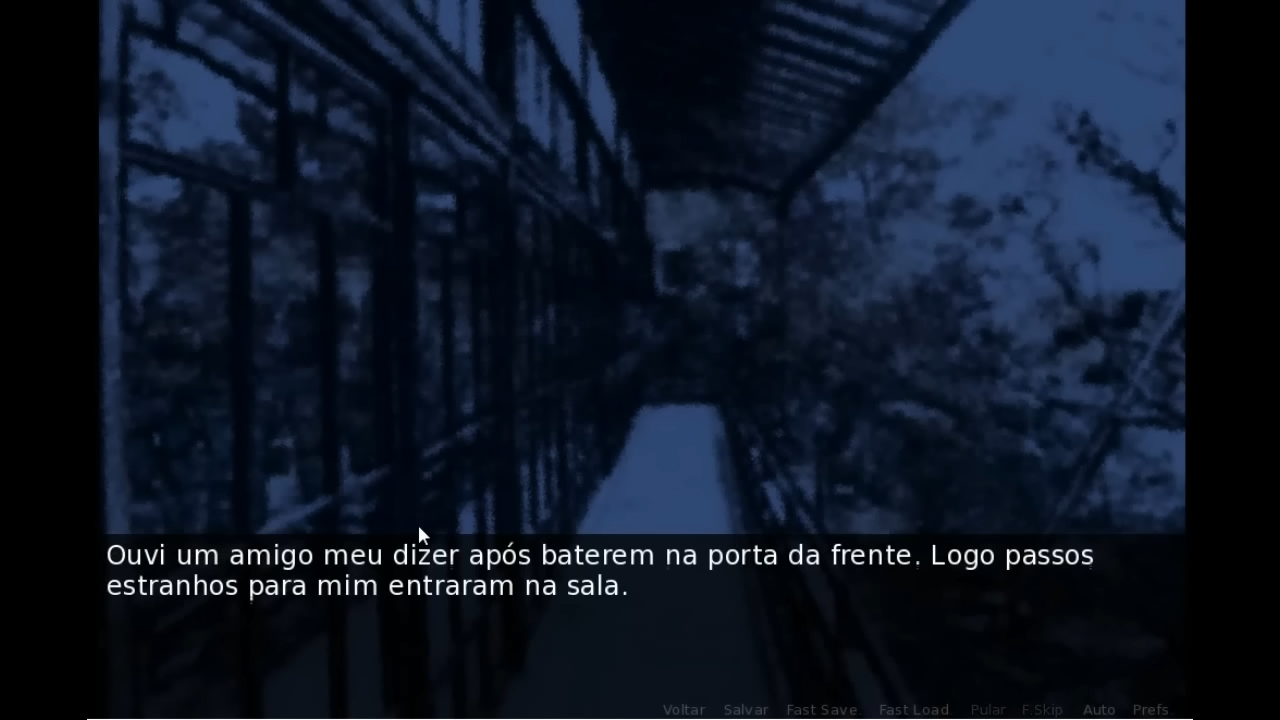 Ouvi um amigo meu dizer após baterem na porta da frente. Logo passos
estranhos para mim entraram na sala.
Voltar Salvar Fast Save Fast Load Pular F.Skip Auto Prefs